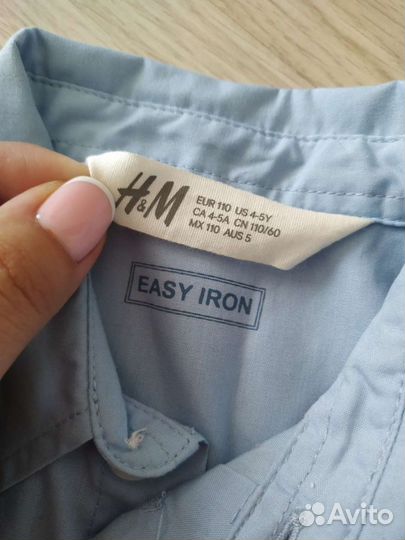 H&M
EUR 110 US 4-5Y
CA 4-5A CN 110/60
MX 110 AUS 5
EASY IRON
Avito